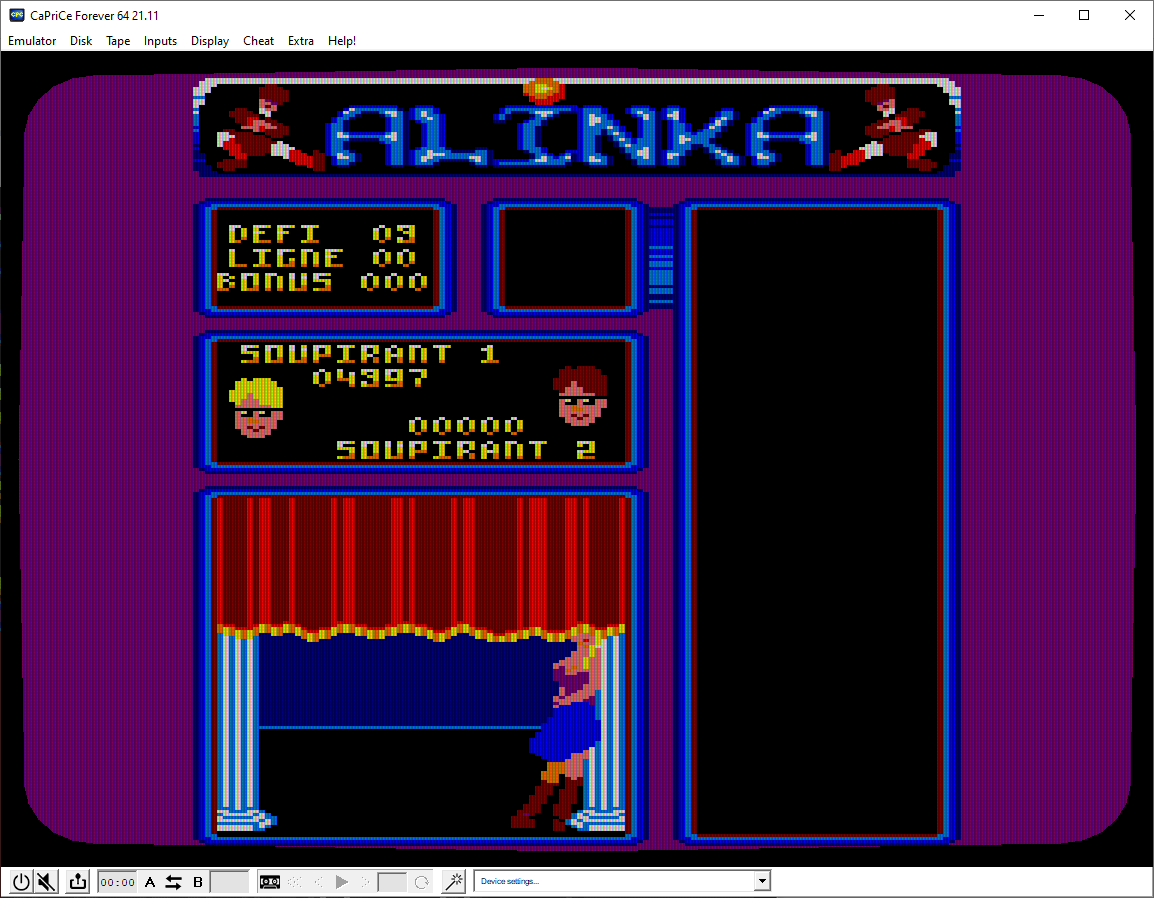 CaPriCe Forever 64 21.11
Emulator Disk Tape Inputs Display Cheat Extra Help!
ALINKA
DEFI 03
LIGNE 00
BONUS 000
SOUPIRANT 1
04397
00000
SOUPIRANT 2
00:00 A B Device settings...